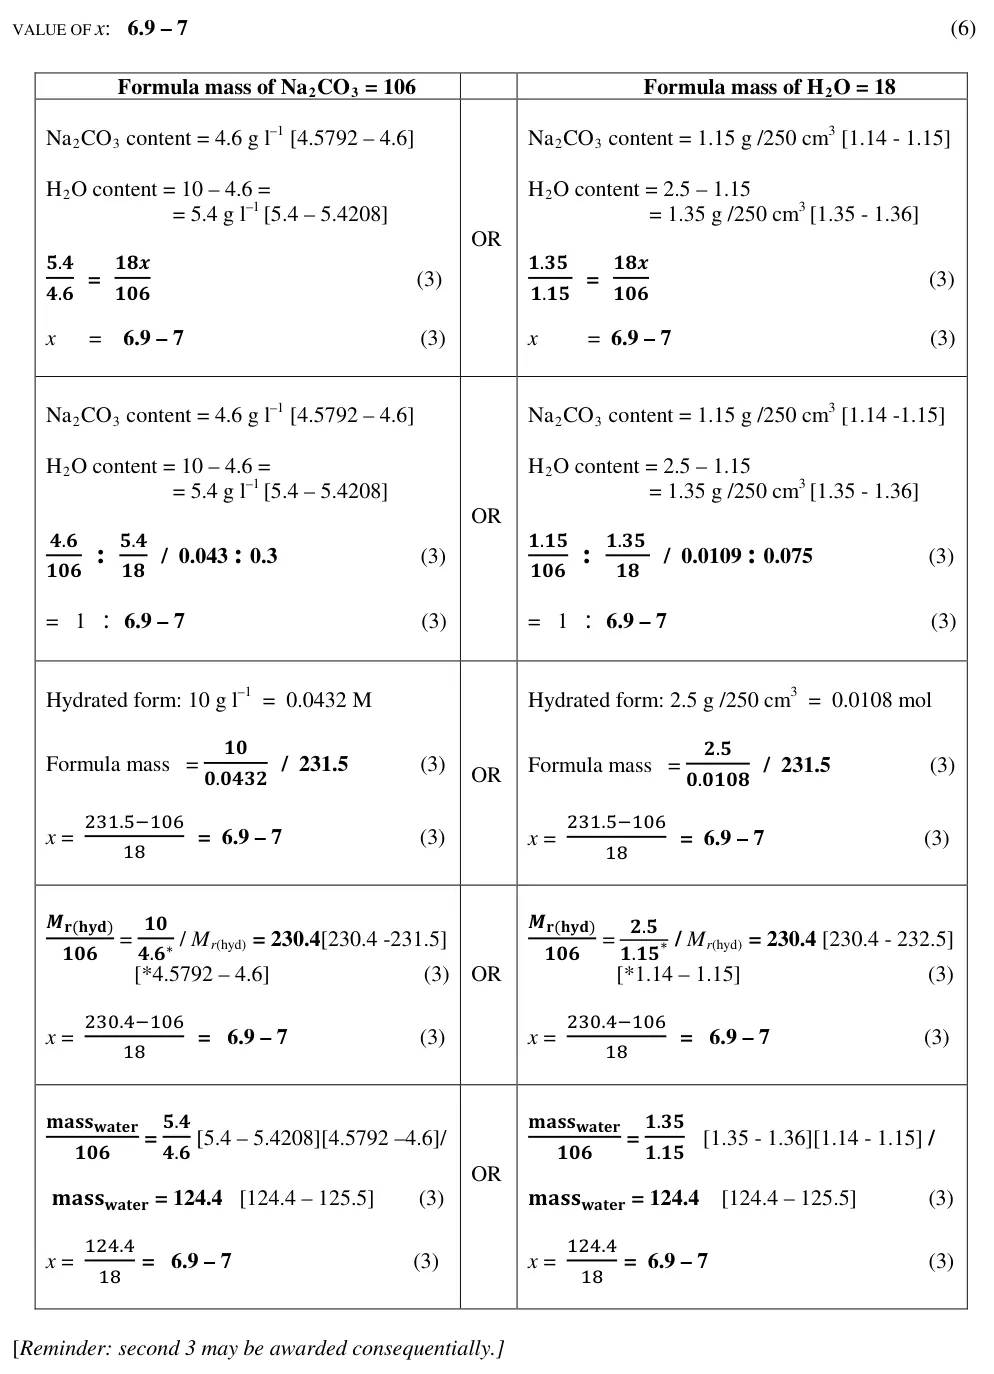 VALUE OF x: 6.9 – 7 (6)
Formula mass of Na₂CO₃ = 106
Formula mass of H₂O = 18
Na₂CO₃ content = 4.6 g l⁻¹ [4.5792 – 4.6]
H₂O content = 10 – 4.6 =
= 5.4 g l⁻¹ [5.4 – 5.4208]
5.4/4.6 = 18x/106 (3)
x = 6.9 – 7 (3)
OR
Na₂CO₃ content = 1.15 g /250 cm³ [1.14 - 1.15]
H₂O content = 2.5 – 1.15
= 1.35 g /250 cm³ [1.35 - 1.36]
1.35/1.15 = 18x/106 (3)
x = 6.9 – 7 (3)
Na₂CO₃ content = 4.6 g l⁻¹ [4.5792 – 4.6]
H₂O content = 10 – 4.6 =
= 5.4 g l⁻¹ [5.4 – 5.4208]
4.6/106 : 5.4/18 / 0.043 : 0.3 (3)
= 1 : 6.9 – 7 (3)
OR
Na₂CO₃ content = 1.15 g /250 cm³ [1.14 -1.15]
H₂O content = 2.5 – 1.15
= 1.35 g /250 cm³ [1.35 - 1.36]
1.15/106 : 1.35/18 / 0.0109 : 0.075 (3)
= 1 : 6.9 – 7 (3)
Hydrated form: 10 g l⁻¹ = 0.0432 M
Formula mass = 10/0.0432 / 231.5 (3)
x = 231.5−106/18 = 6.9 – 7 (3)
OR
Hydrated form: 2.5 g /250 cm³ = 0.0108 mol
Formula mass = 2.5/0.0108 / 231.5 (3)
x = 231.5−106/18 = 6.9 – 7 (3)
Mr(hyd)/106 = 10/4.6* / Mr(hyd) = 230.4[230.4 -231.5]
[*4.5792 – 4.6] (3)
x = 230.4−106/18 = 6.9 – 7 (3)
OR
Mr(hyd)/106 = 2.5/1.15* / Mr(hyd) = 230.4 [230.4 - 232.5]
[*1.14 – 1.15] (3)
x = 230.4−106/18 = 6.9 – 7 (3)
mass water/106 = 5.4/4.6 [5.4 – 5.4208][4.5792 –4.6]/
mass water = 124.4 [124.4 – 125.5] (3)
x = 124.4/18 = 6.9 – 7 (3)
OR
mass water/106 = 1.35/1.15 [1.35 - 1.36][1.14 - 1.15] /
mass water = 124.4 [124.4 – 125.5] (3)
x = 124.4/18 = 6.9 – 7 (3)
[Reminder: second 3 may be awarded consequentially.]